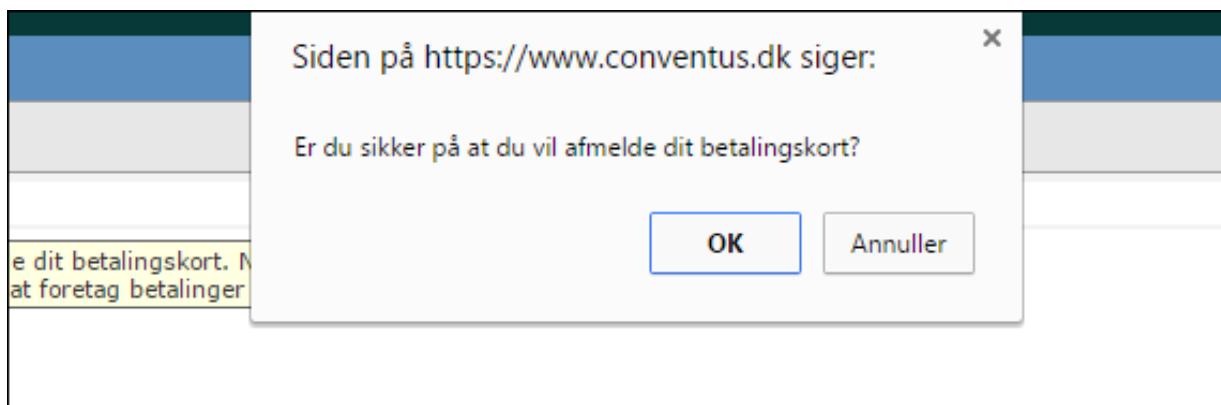 Siden på https://www.conventus.dk siger:
Er du sikker på at du vil afmelde dit betalingskort?
OK
Annuller
e dit betalingskort. N
at foretag betalinger